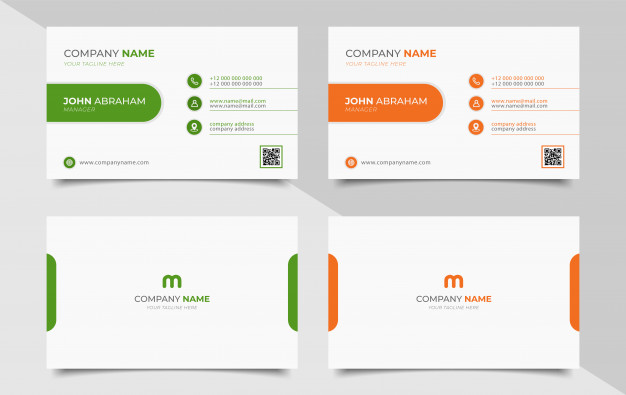 COMPANY NAME
YOUR TAGLINE HERE
+12 000 000 000 000
+12 000 000 000 000
JOHN ABRAHAM
MANAGER
www.name@mail.com
www.name@mail.com
company address
company address
www.companyname.com
COMPANY NAME
YOUR TAGLINE HERE
+12 000 000 000 000
+12 000 000 000 000
JOHN ABRAHAM
MANAGER
www.name@mail.com
www.name@mail.com
company address
company address
www.companyname.com
m
COMPANY NAME
YOUR TAGLINE HERE
m
COMPANY NAME
YOUR TAGLINE HERE